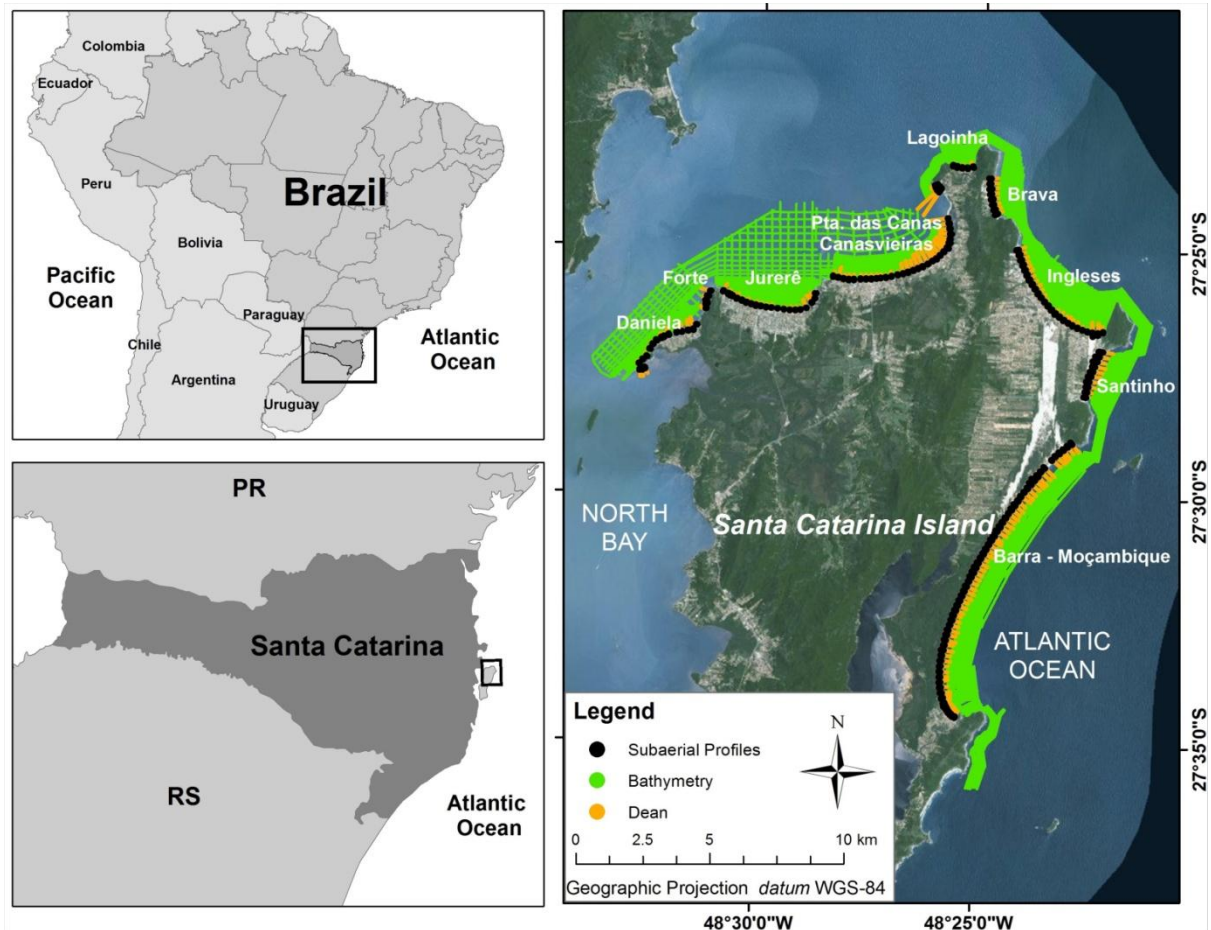 Colombia
Ecuador
Peru
Brazil
Bolivia
Pacific
Ocean
Paraguay
Chile
Argentina
Uruguay
Atlantic
Ocean
PR
Santa Catarina
RS
Atlantic
Ocean
Lagoinha
Brava
Pta. das Canas
Canasvieiras
Forte
Jurerê
Ingleses
Daniela
Santinho
NORTH
BAY
Santa Catarina Island
Barra - Moçambique
ATLANTIC
OCEAN
27°25'0"S
27°30'0"S
27°35'0"S
Legend
Subaerial Profiles
Bathymetry
Dean
N
0 2.5 5 10 km
Geographic Projection datum WGS-84
48°30'0"W 48°25'0"W